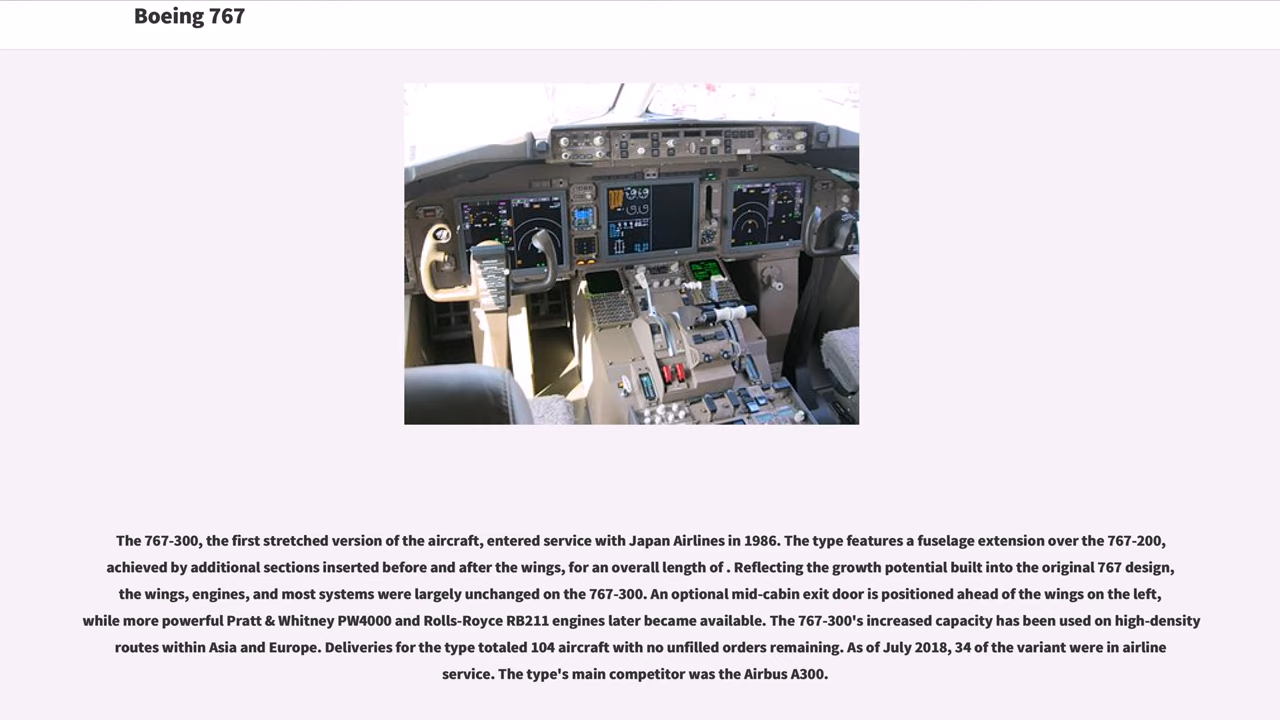 Boeing 767
The 767-300, the first stretched version of the aircraft, entered service with Japan Airlines in 1986. The type features a fuselage extension over the 767-200,
achieved by additional sections inserted before and after the wings, for an overall length of . Reflecting the growth potential built into the original 767 design,
the wings, engines, and most systems were largely unchanged on the 767-300. An optional mid-cabin exit door is positioned ahead of the wings on the left,
while more powerful Pratt & Whitney PW4000 and Rolls-Royce RB211 engines later became available. The 767-300's increased capacity has been used on high-density
routes within Asia and Europe. Deliveries for the type totaled 104 aircraft with no unfilled orders remaining. As of July 2018, 34 of the variant were in airline
service. The type's main competitor was the Airbus A300.